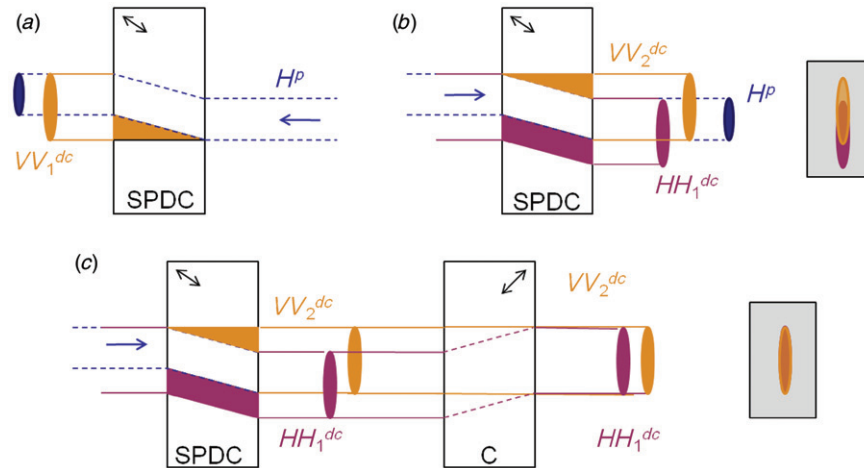 (a)
H^p
VV_1^dc
SPDC
(b)
VV_2^dc
H^p
HH_1^dc
SPDC
(c)
VV_2^dc
VV_2^dc
HH_1^dc
HH_1^dc
SPDC
C